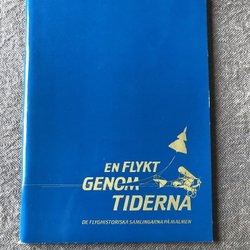 EN FLYKT
GENOM
TIDERNA
DE FLYGHISTORISKA SAMLINGARNA PÅ MALMEN